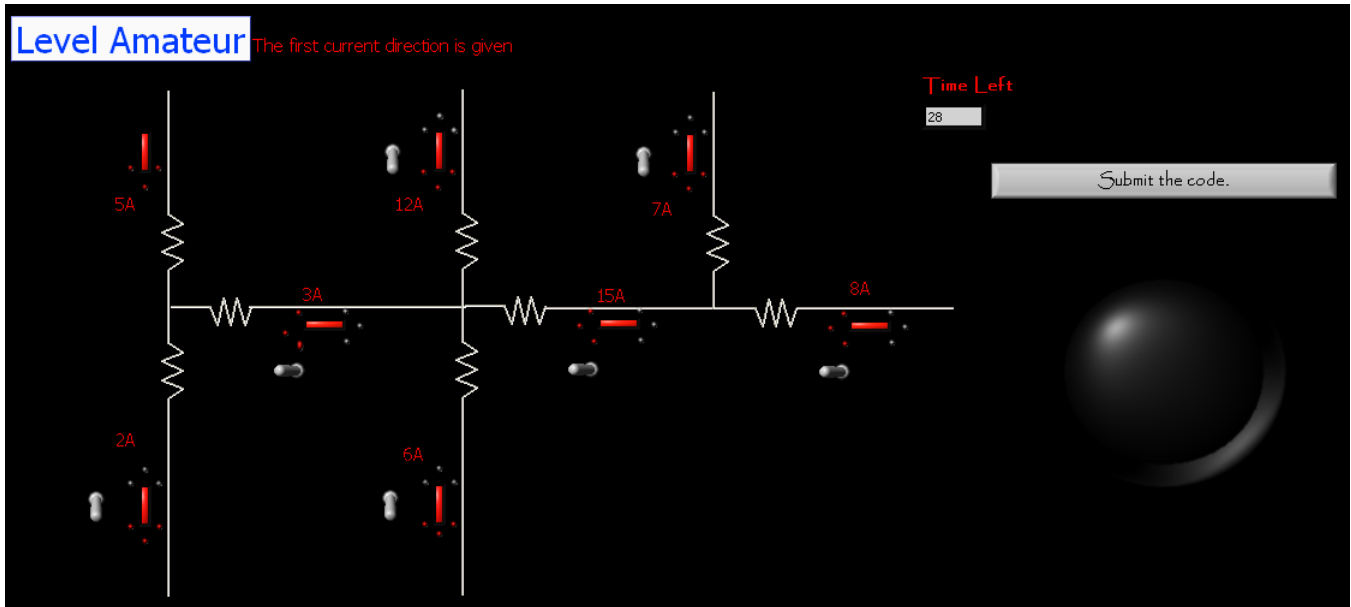 Level Amateur
The first current direction is given
Time Left
28
Submit the code.
5A
12A
7A
3A
15A
8A
2A
6A